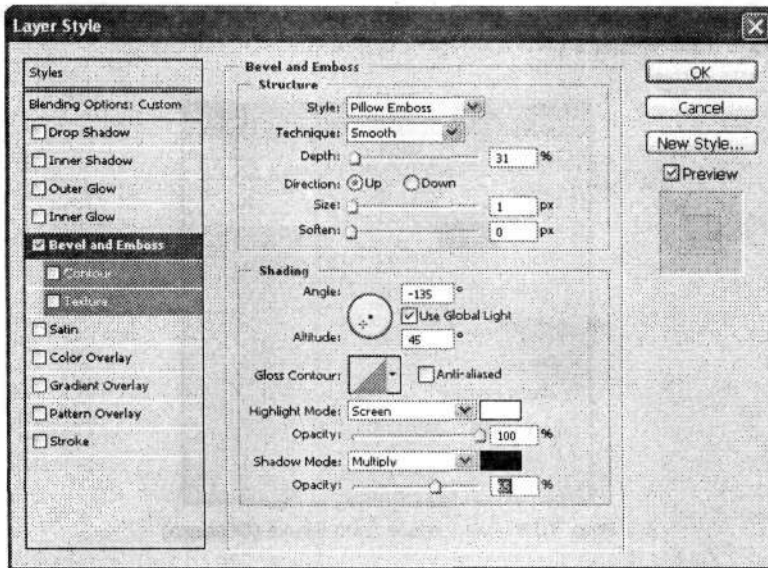 Layer Style
Styles
Blending Options: Custom
Drop Shadow
Inner Shadow
Outer Glow
Inner Glow
Bevel and Emboss
Contour
Texture
Satin
Color Overlay
Gradient Overlay
Pattern Overlay
Stroke
Bevel and Emboss
Structure
Style: Pillow Emboss
Technique: Smooth
Depth: 31 %
Direction: Up Down
Size: 1 px
Soften: 0 px
Shading
Angle: -135 °
Use Global Light
Altitude: 45 °
Gloss Contour: Anti-aliased
Highlight Mode: Screen
Opacity: 100 %
Shadow Mode: Multiply
Opacity: %
OK
Cancel
New Style...
Preview